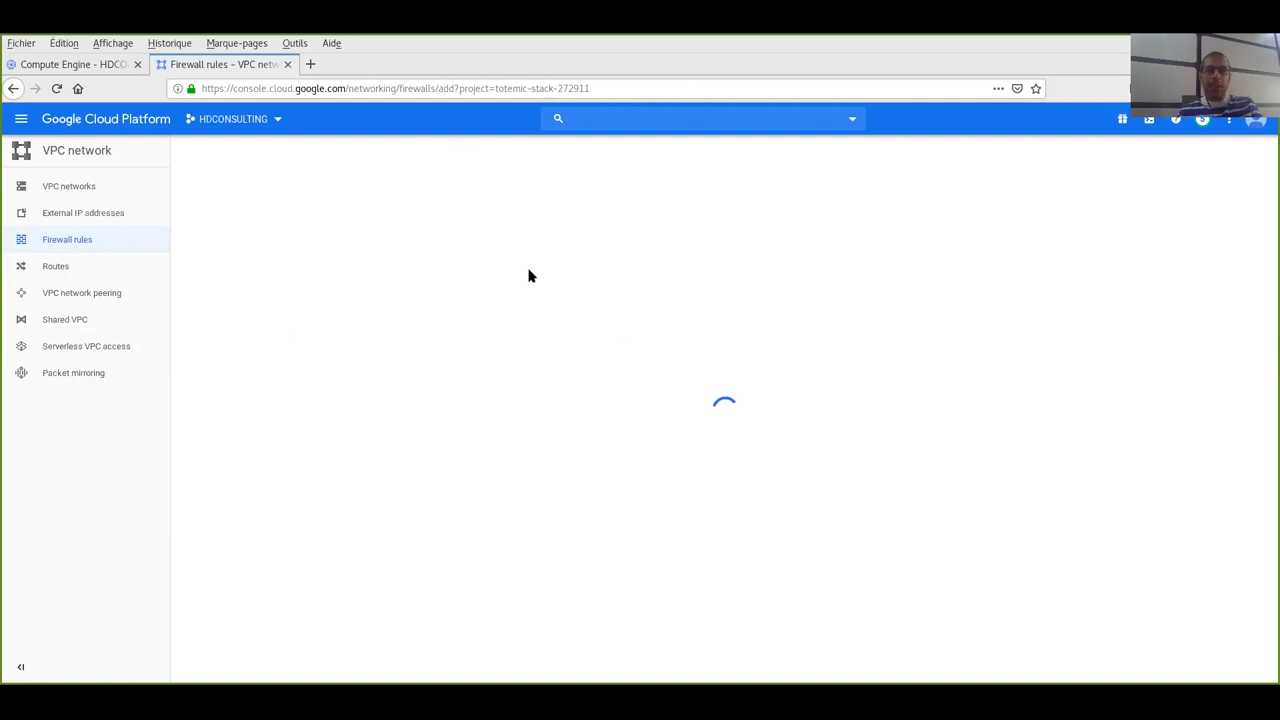 Fichier Édition Affichage Historique Marque-pages Outils Aide
Compute Engine - HDCO
Firewall rules – VPC netw
https://console.cloud.google.com/networking/firewalls/add?project=totemic-stack-272911
Google Cloud Platform
HDCONSULTING
VPC network
VPC networks
External IP addresses
Firewall rules
Routes
VPC network peering
Shared VPC
Serverless VPC access
Packet mirroring